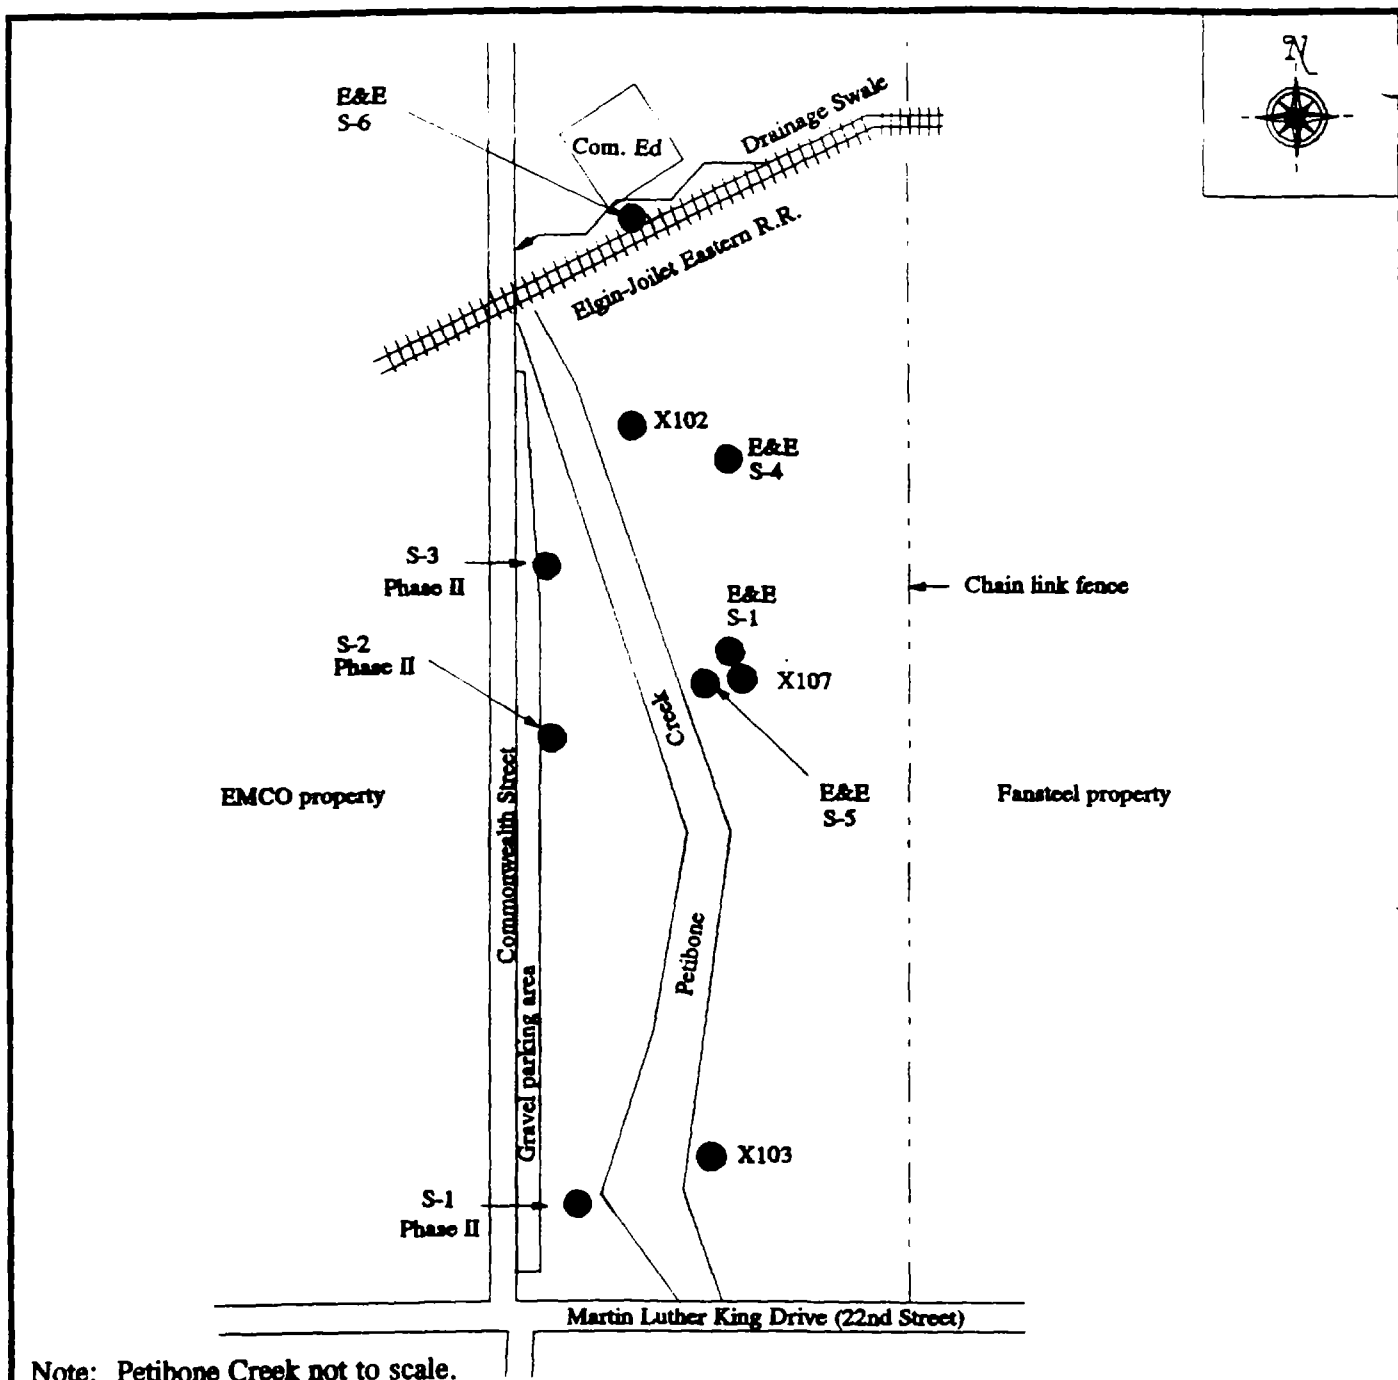 N
E&E
S-6
Com. Ed
Drainage Swale
Elgin-Joilet Eastern R.R.
X102
E&E
S-4
S-3
Phase II
Chain link fence
E&E
S-1
S-2
Phase II
X107
Creek
EMCO property
E&E
S-5
Fansteel property
Commonwealth Street
Petibone
Gravel parking area
X103
S-1
Phase II
Martin Luther King Drive (22nd Street)
Note: Petibone Creek not to scale.